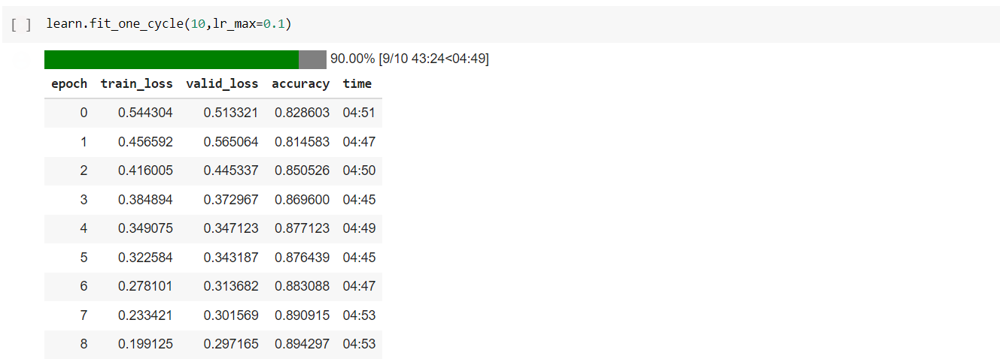 [ ] learn.fit_one_cycle(10,lr_max=0.1)
90.00% [9/10 43:24<04:49]
epoch train_loss valid_loss accuracy time
0 0.544304 0.513321 0.828603 04:51
1 0.456592 0.565064 0.814583 04:47
2 0.416005 0.445337 0.850526 04:50
3 0.384894 0.372967 0.869600 04:45
4 0.349075 0.347123 0.877123 04:49
5 0.322584 0.343187 0.876439 04:45
6 0.278101 0.313682 0.883088 04:47
7 0.233421 0.301569 0.890915 04:53
8 0.199125 0.297165 0.894297 04:53